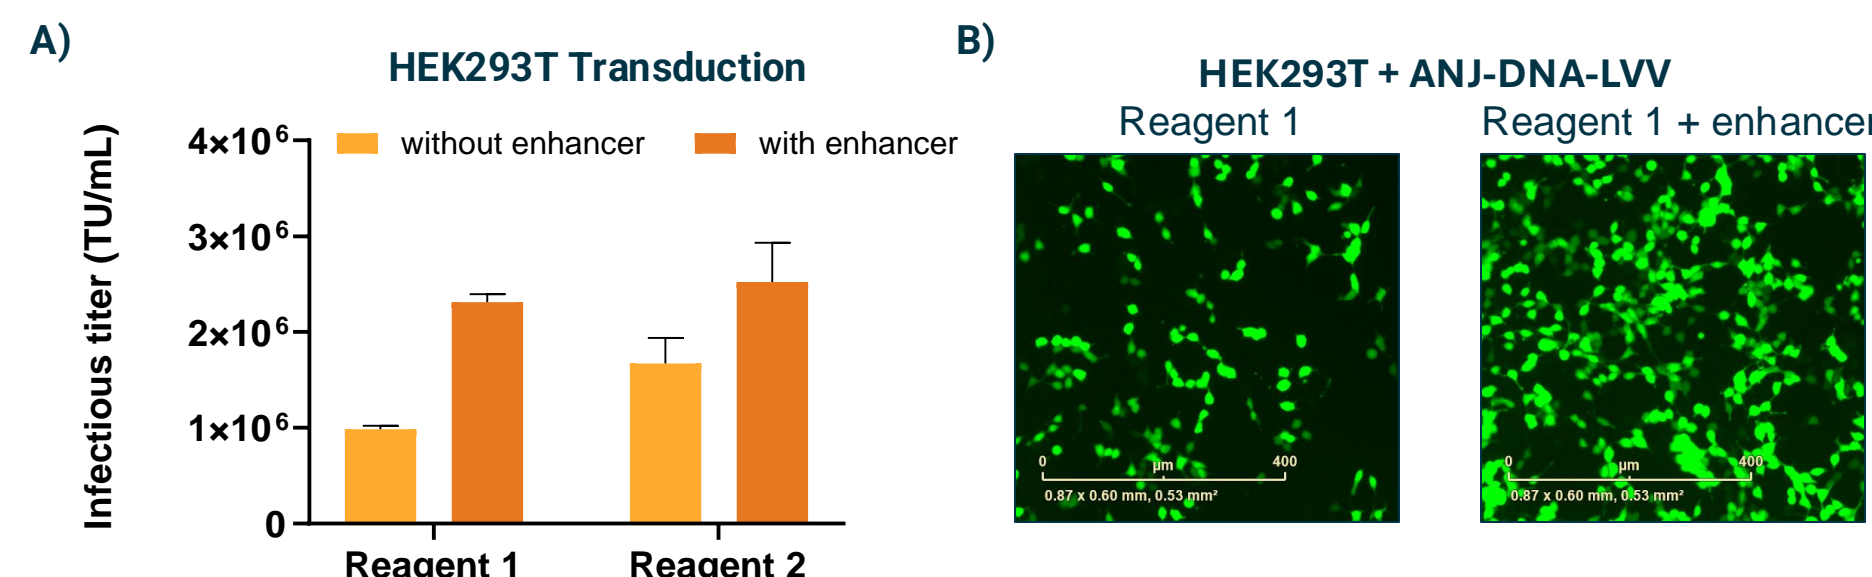 A)
HEK293T Transduction
Infectious titer (TU/mL)
4×10⁶
3×10⁶
2×10⁶
1×10⁶
0
without enhancer
with enhancer
Reagent 1
Reagent 2
B)
HEK293T + ANJ-DNA-LVV
Reagent 1
Reagent 1 + enhancer
0 µm 400
0.87 x 0.60 mm, 0.53 mm²
0 µm 400
0.87 x 0.60 mm, 0.53 mm²